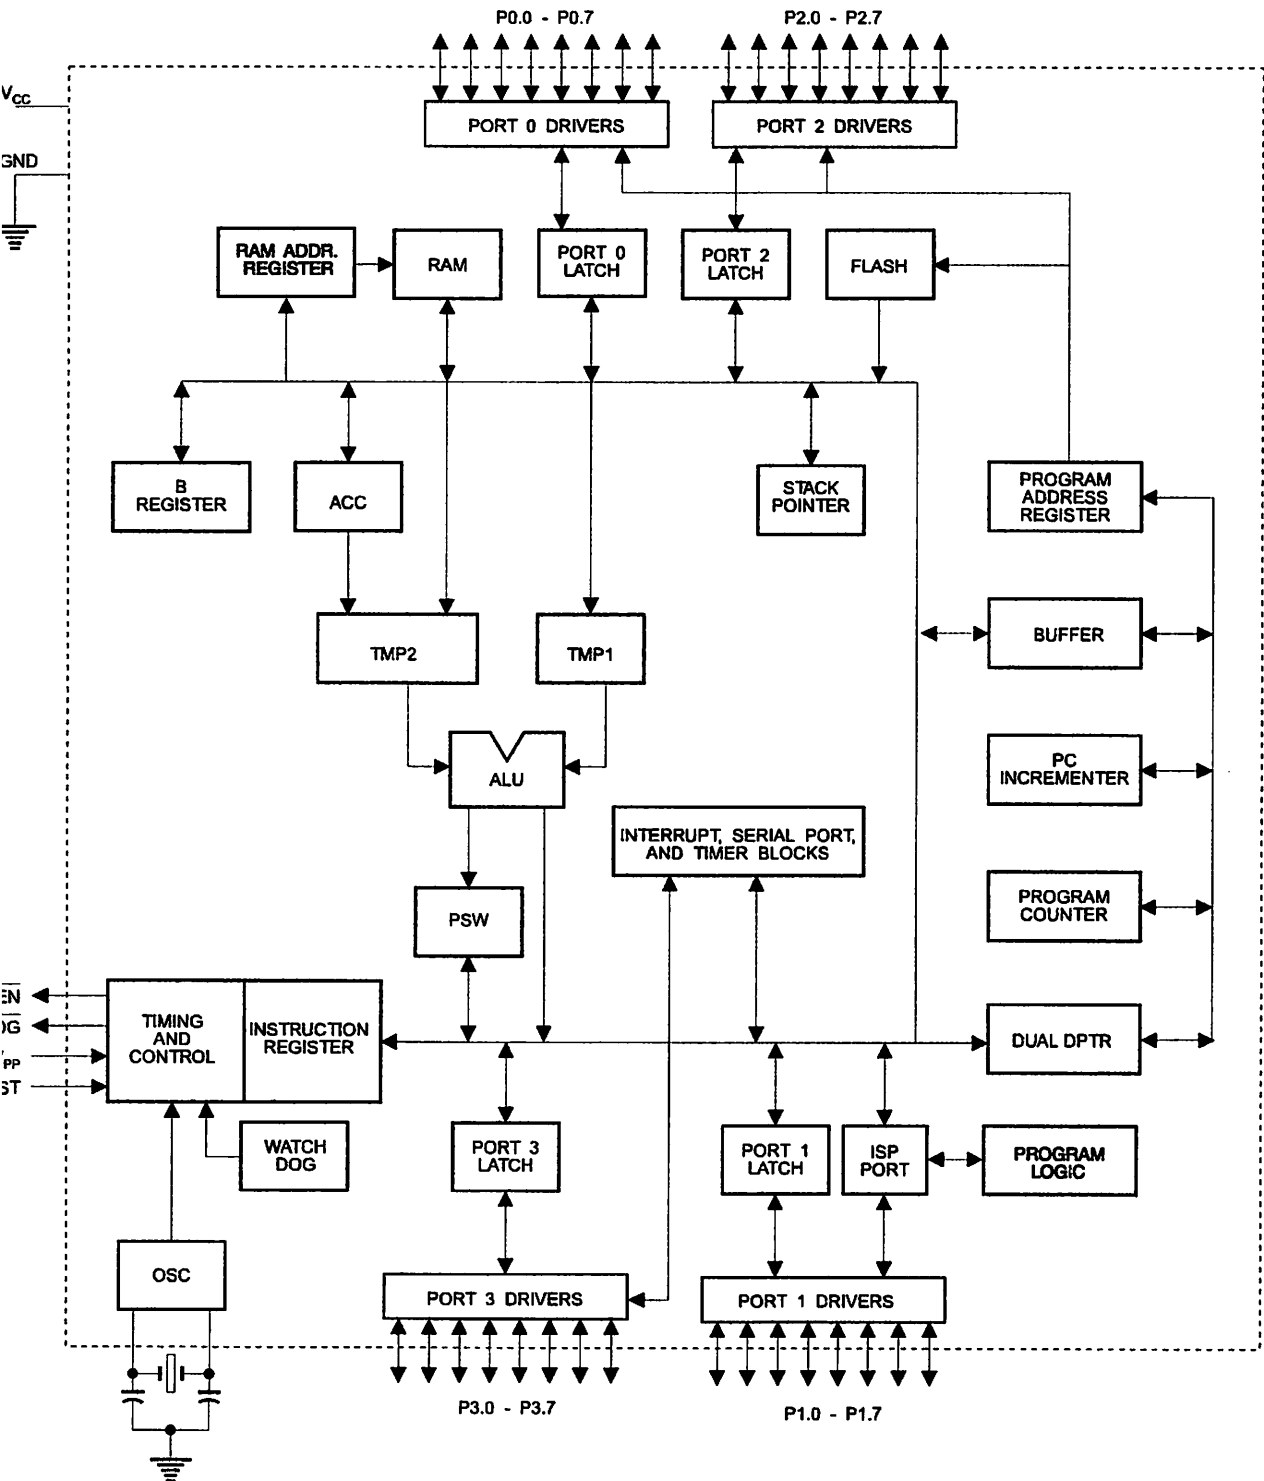 P0.0 - P0.7
P2.0 - P2.7
VCC
GND
PORT 0 DRIVERS
PORT 2 DRIVERS
RAM ADDR.
REGISTER
RAM
PORT 0
LATCH
PORT 2
LATCH
FLASH
B
REGISTER
ACC
STACK
POINTER
PROGRAM
ADDRESS
REGISTER
BUFFER
TMP2
TMP1
PC
INCREMENTER
ALU
INTERRUPT, SERIAL PORT,
AND TIMER BLOCKS
PROGRAM
COUNTER
PSW
TIMING
AND
CONTROL
INSTRUCTION
REGISTER
DUAL DPTR
WATCH
DOG
PORT 3
LATCH
PORT 1
LATCH
ISP
PORT
PROGRAM
LOGIC
OSC
PORT 3 DRIVERS
PORT 1 DRIVERS
P3.0 - P3.7
P1.0 - P1.7